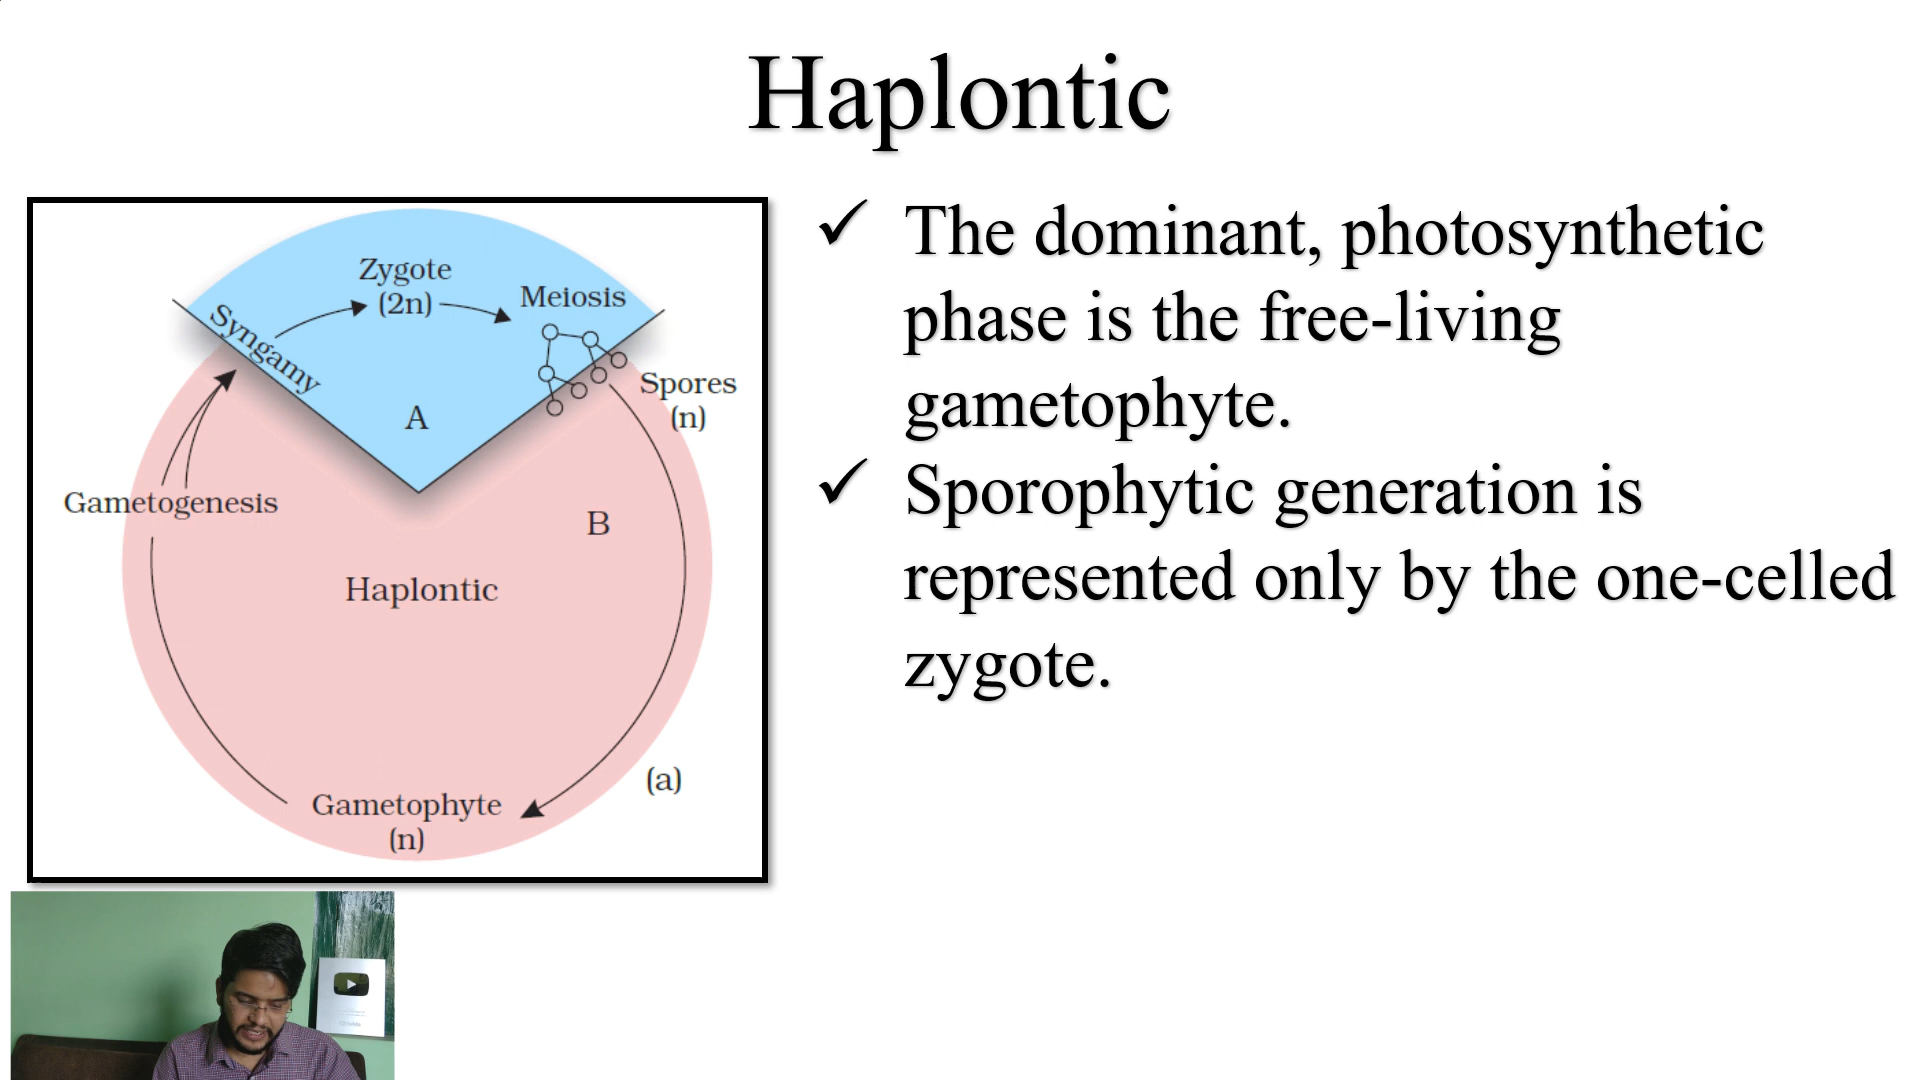 Haplontic
Zygote
(2n)
Meiosis
Syngamy
Spores
(n)
A
Gametogenesis
B
Haplontic
(a)
Gametophyte
(n)
✓ The dominant, photosynthetic
phase is the free-living
gametophyte.
✓ Sporophytic generation is
represented only by the one-celled
zygote.